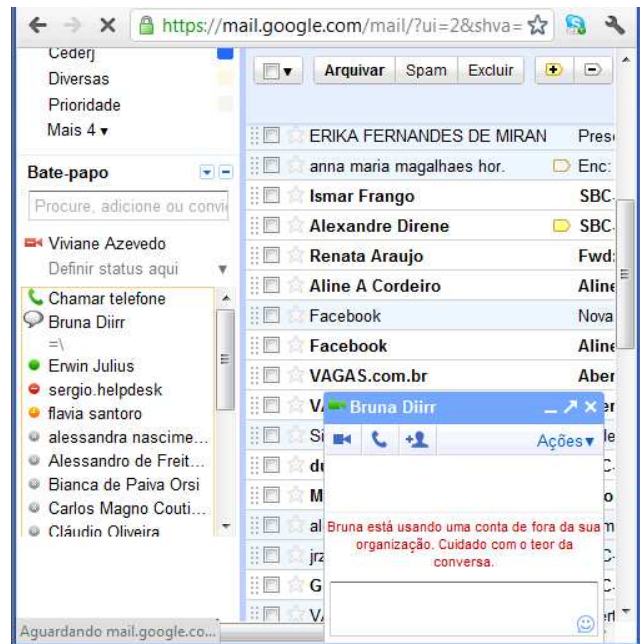 https://mail.google.com/mail/?ui=2&shva=
Cederj
Diversas
Prioridade
Mais 4 ▾
Bate-papo
Procure, adicione ou convi
Viviane Azevedo
Definir status aqui
Chamar telefone
Bruna Diirr
=\
Erwin Julius
sergio.helpdesk
flavia santoro
alessandra nascime...
Alessandro de Freit...
Bianca de Paiva Orsi
Carlos Magno Couti...
Cláudio Oliveira
Aguardando mail.google.co...
Arquivar Spam Excluir
ERIKA FERNANDES DE MIRAN Prese
anna maria magalhaes hor. Enc:
Ismar Frango SBC-
Alexandre Direne SBC-
Renata Araujo Fwd:
Aline A Cordeiro Aline
Facebook Nova
Facebook Aline
VAGAS.com.br Aber
Bruna Diirr
Ações▾
Bruna está usando uma conta de fora da sua
organização. Cuidado com o teor da
conversa.